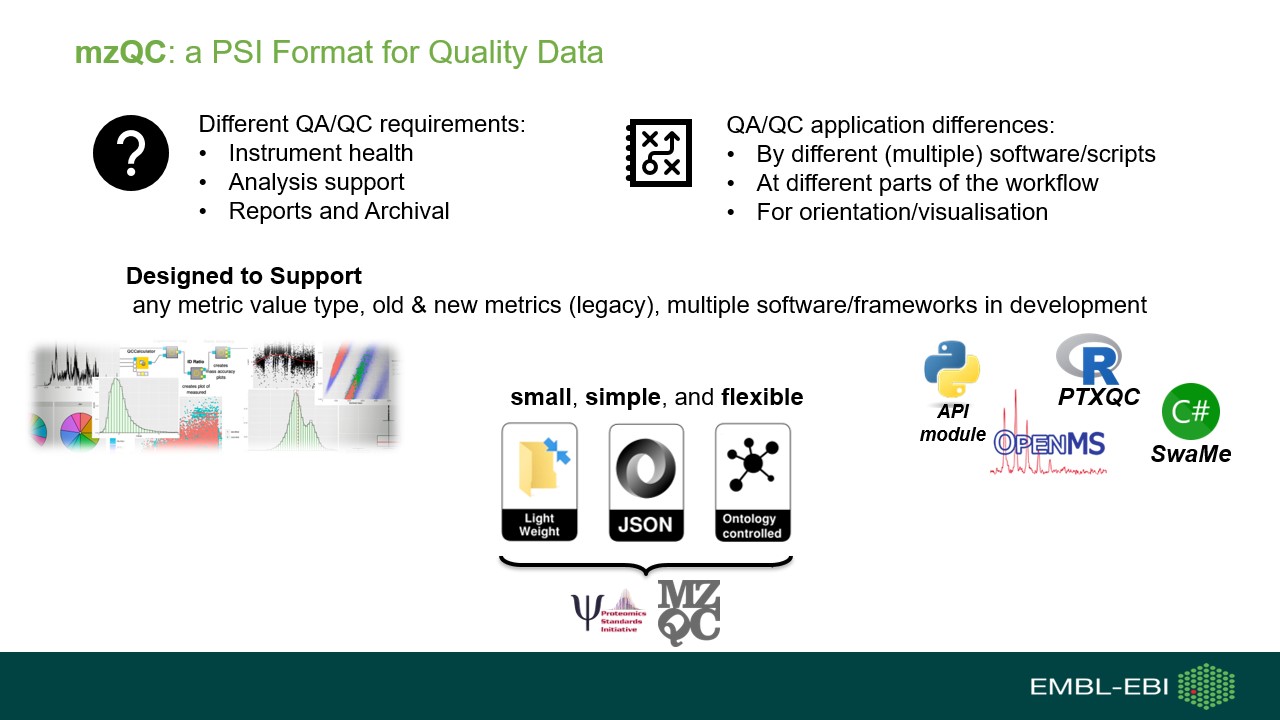 mzQC: a PSI Format for Quality Data
Different QA/QC requirements:
• Instrument health
• Analysis support
• Reports and Archival
QA/QC application differences:
• By different (multiple) software/scripts
• At different parts of the workflow
• For orientation/visualisation
Designed to Support
any metric value type, old & new metrics (legacy), multiple software/frameworks in development
QCCalculator
ID Ratio
creates
mass accuracy
plots
creates plot of
measured
small, simple, and flexible
Light
Weight
JSON
Ontology
controlled
Proteomics
Standards
Initiative
MZ
QC
API
module
OPENMS
R
PTXQC
C#
SwaMe
EMBL-EBI